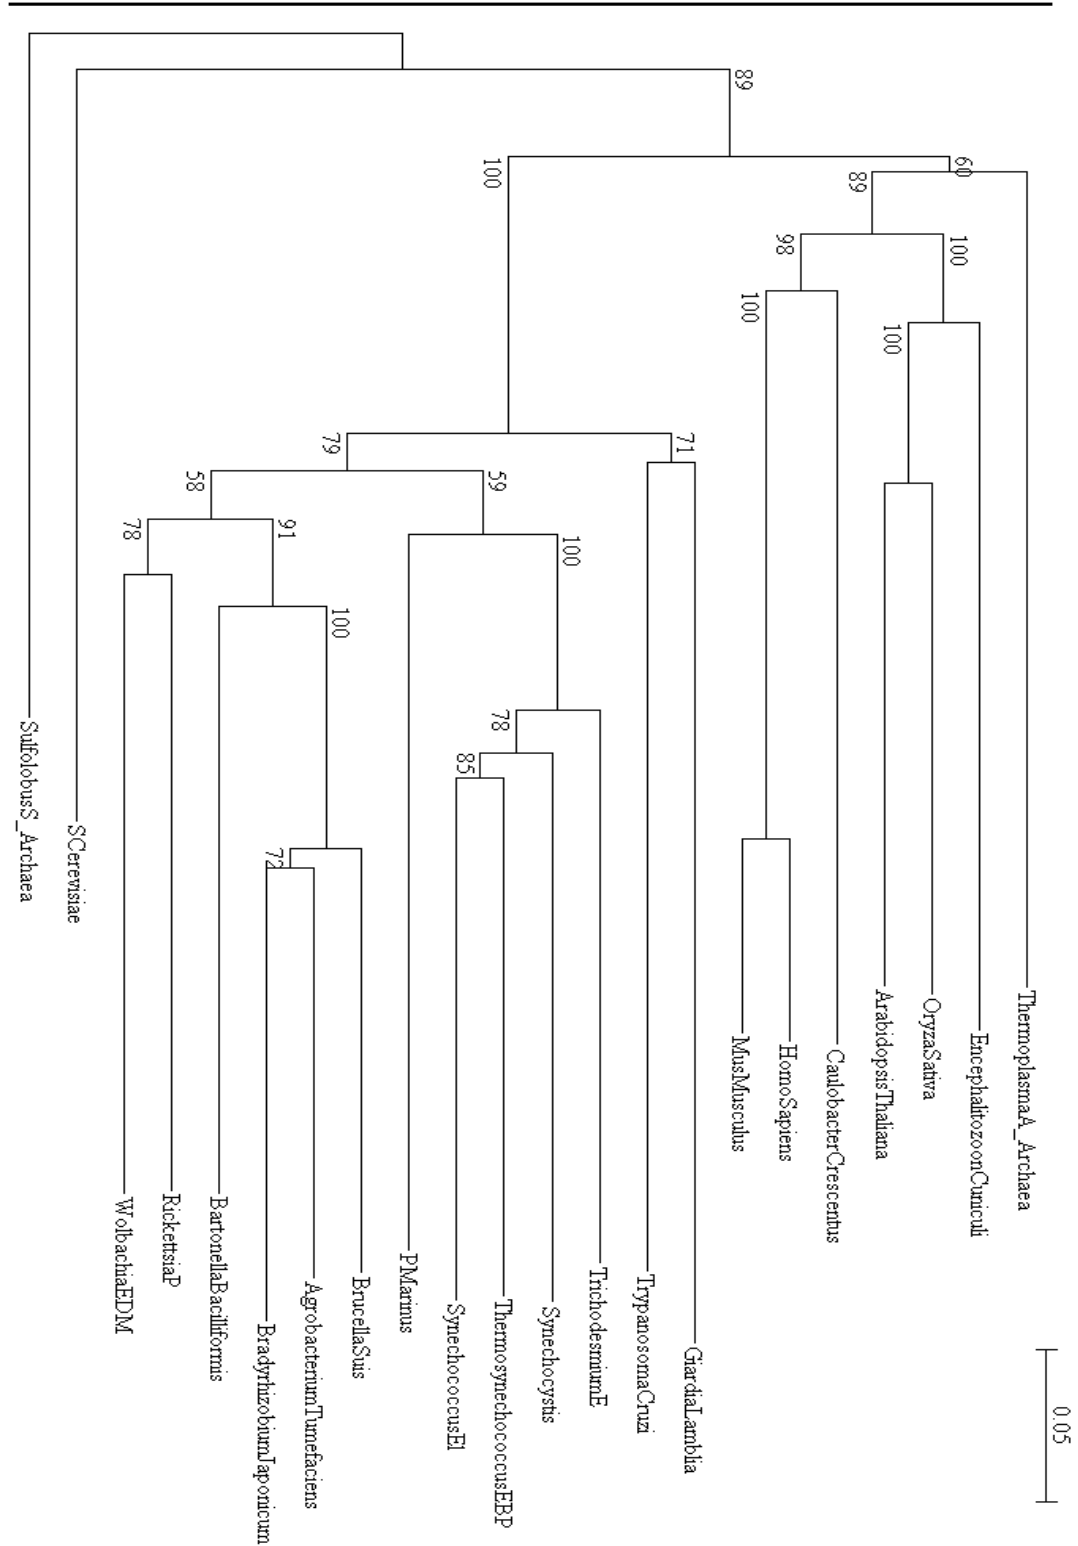 89
60
100
89
98
100
100
100
79
71
58
59
78
91
100
100
78
85
72
SulfolobusS_Archaea
SCerevisiae
WolbachiaEDM
RickettsiaP
BartonellaBacilliformis
BradyrhizobiumJaponicum
AgrobacteriumTumefaciens
BrucellaSuis
PMarinus
SynechococcusEl
ThermosynechococcusEBP
Synechocystis
TrichodesmiumE
TrypanosomaCruzi
GiardiaLamblia
MusMusculus
HomoSapiens
CaulobacterCrescentus
ArabidopsisThaliana
OryzaSativa
EncephalitozoonCuniculi
ThermoplasmaA_Archaea
0.05